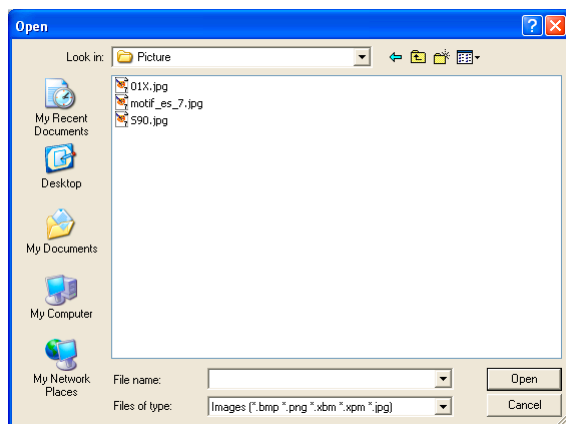 Open
Look in:
Picture
My Recent
Documents
Desktop
My Documents
My Computer
My Network
Places
01X.jpg
motif_es_7.jpg
S90.jpg
File name:
Open
Files of type:
Images (*.bmp *.png *.xbm *.xpm *.jpg)
Cancel